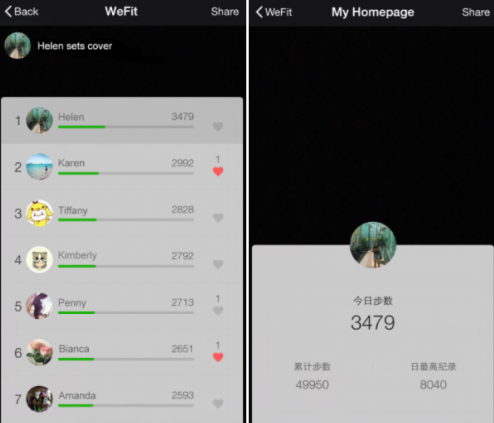 Back WeFit Share
Helen sets cover
1 Helen 3479
2 Karen 2992 1
3 Tiffany 2828
4 Kimberly 2792
5 Penny 2713 1
6 Bianca 2651 1
7 Amanda 2593
WeFit My Homepage Share
今日步数
3479
累计步数 日最高纪录
49950 8040